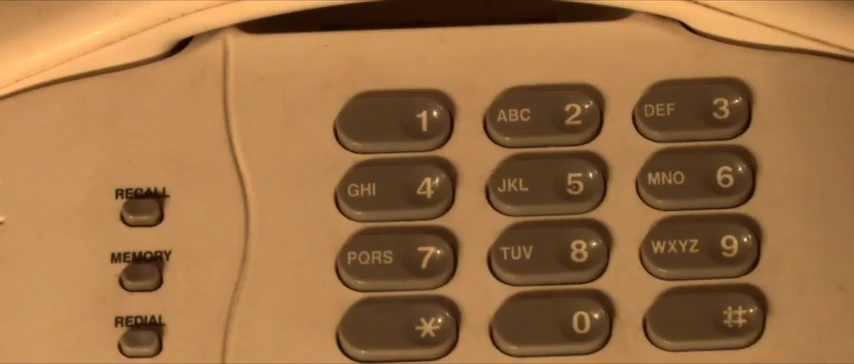 1 ABC 2 DEF 3
RECALL GHI 4 JKL 5 MNO 6
MEMORY PQRS 7 TUV 8 WXYZ 9
REDIAL * 0 #